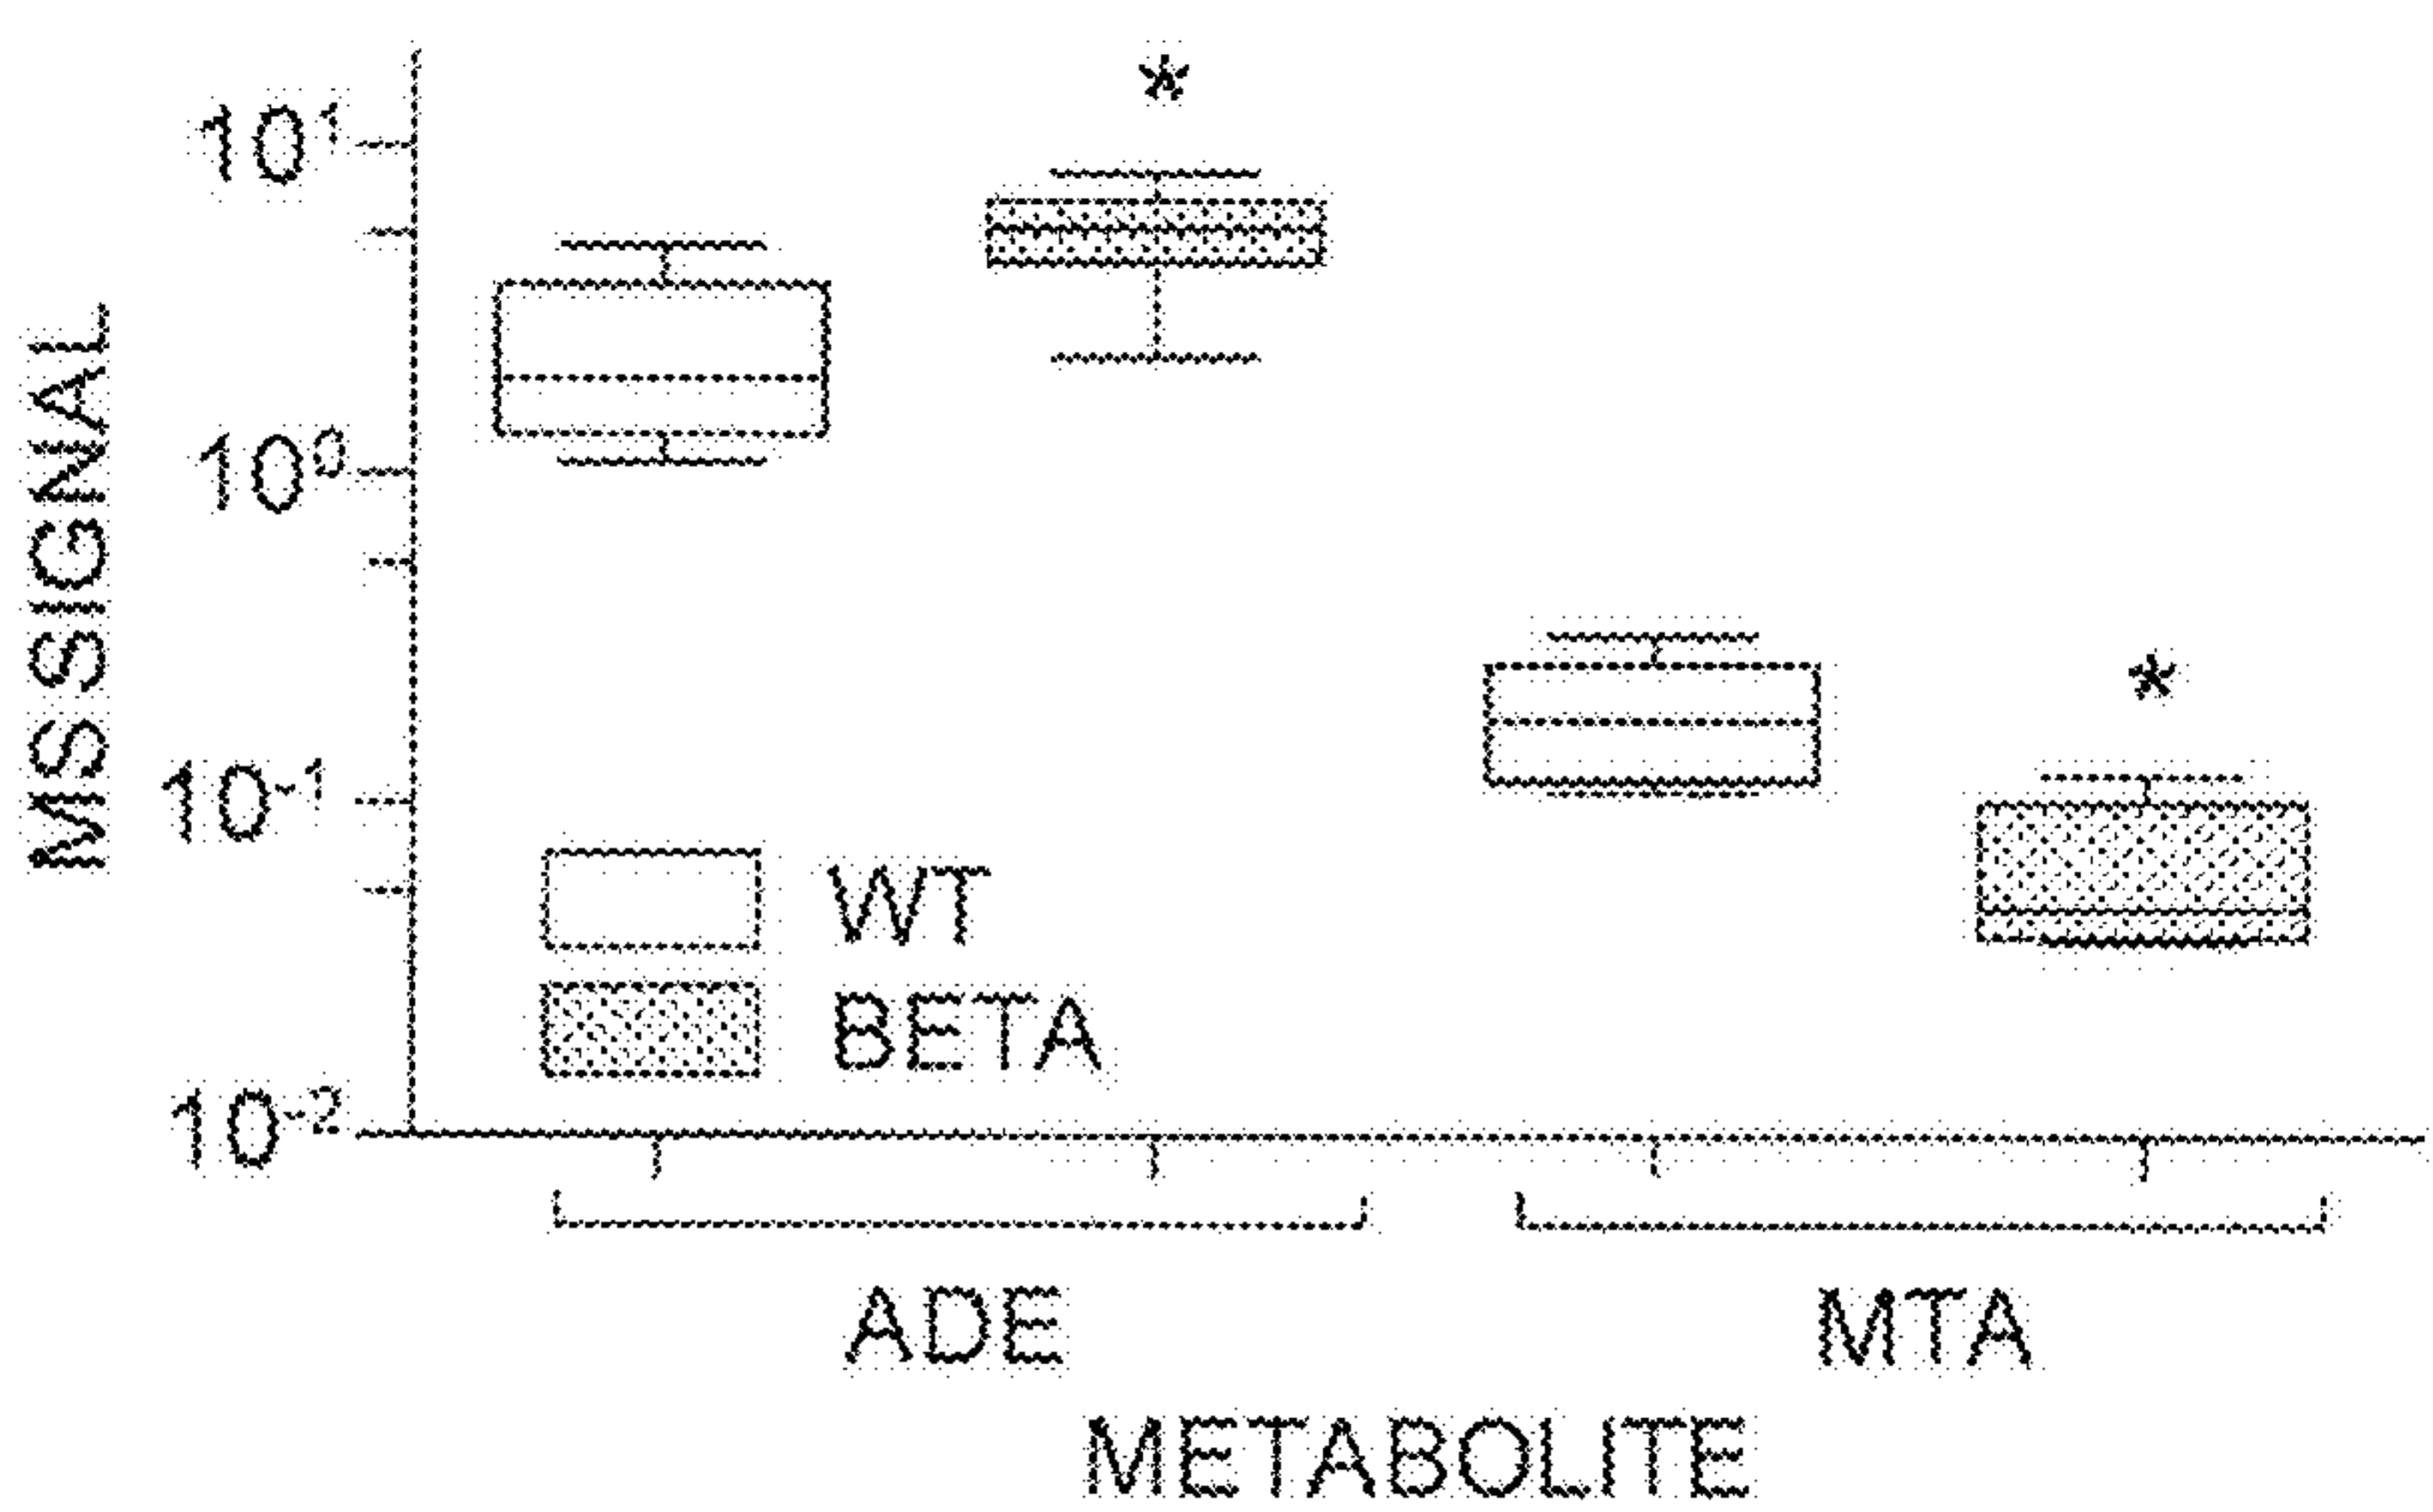 MS SIGNAL
10¹
10⁰
10⁻¹
10⁻²
*
*
WT
BETA
ADE
MTA
METABOLITE